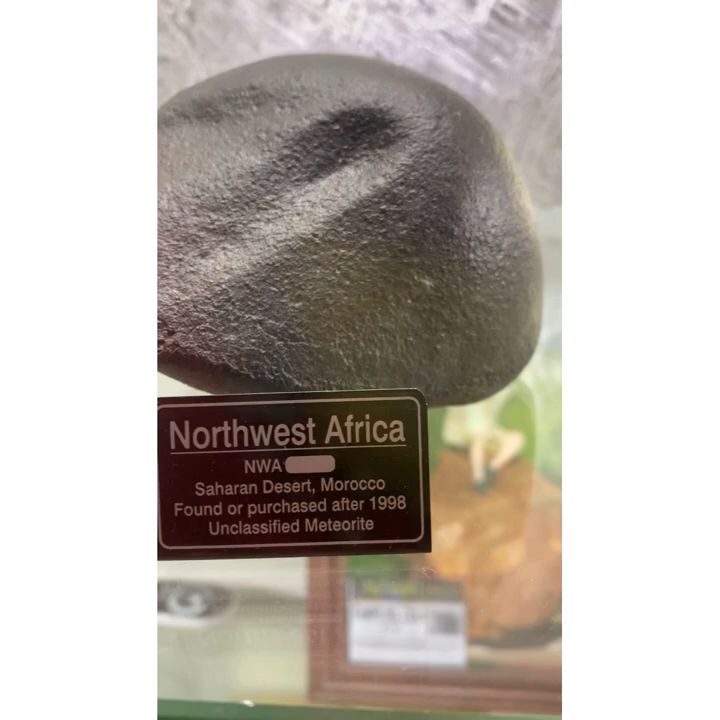 Northwest Africa
NWA
Saharan Desert, Morocco
Found or purchased after 1998
Unclassified Meteorite